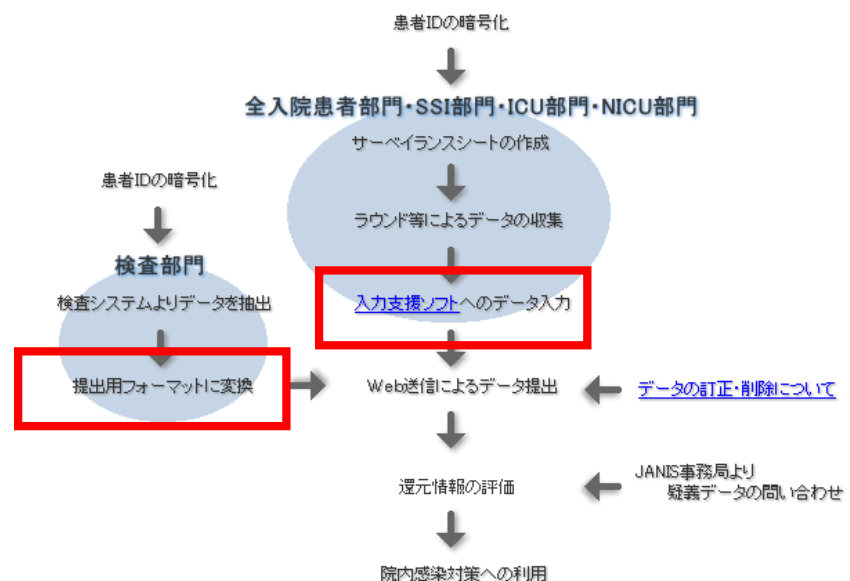 患者IDの暗号化
全入院患者部門・SSI部門・ICU部門・NICU部門
サーベイランスシートの作成
ラウンド等によるデータの収集
入力支援ソフトへのデータ入力
患者IDの暗号化
検査部門
検査システムよりデータを抽出
提出用フォーマットに変換
Web送信によるデータ提出
データの訂正・削除について
還元情報の評価
JANIS事務局より
疑義データの問い合わせ
院内感染対策への利用